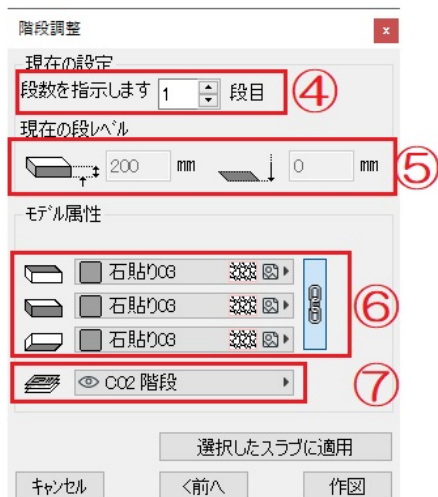 階段調整 x
現在の設定
段数を指示します 1 段目 ④
現在の段レベル
200 mm 0 mm ⑤
モデル属性
石貼り03
石貼り03 ⑥
石貼り03
C02 階段 ⑦
選択したスラブに適用
キャンセル <前へ 作図